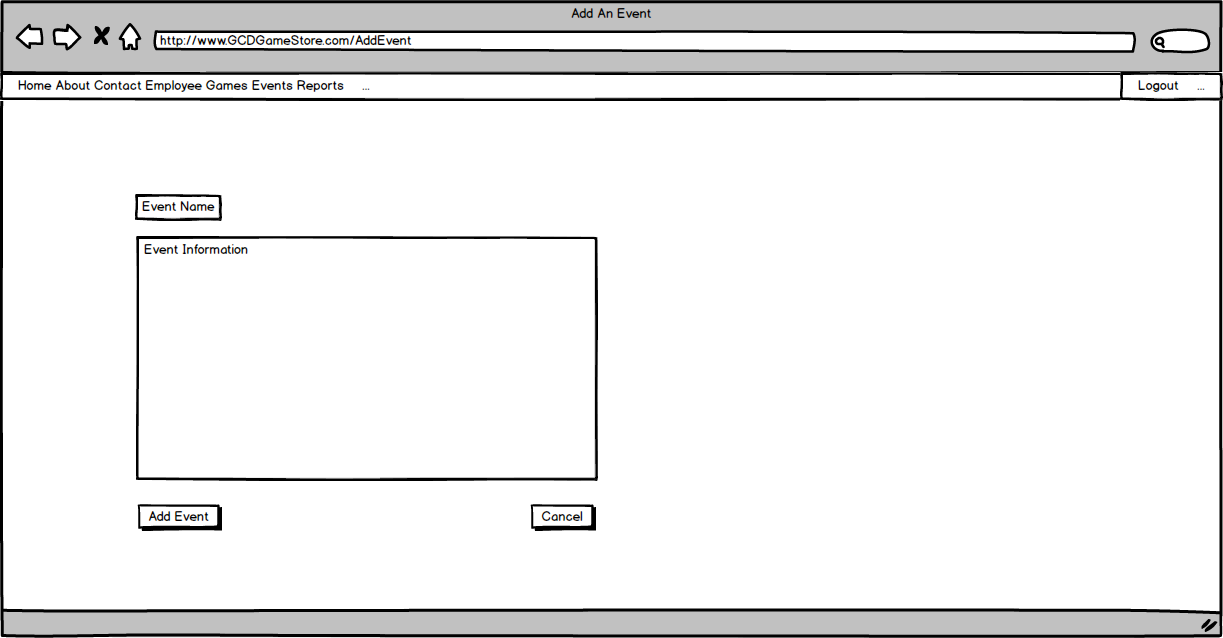 Add An Event
http://www.GCDGameStore.com/AddEvent
Home About Contact Employee Games Events Reports ... Logout ...
Event Name
Event Information
Add Event Cancel